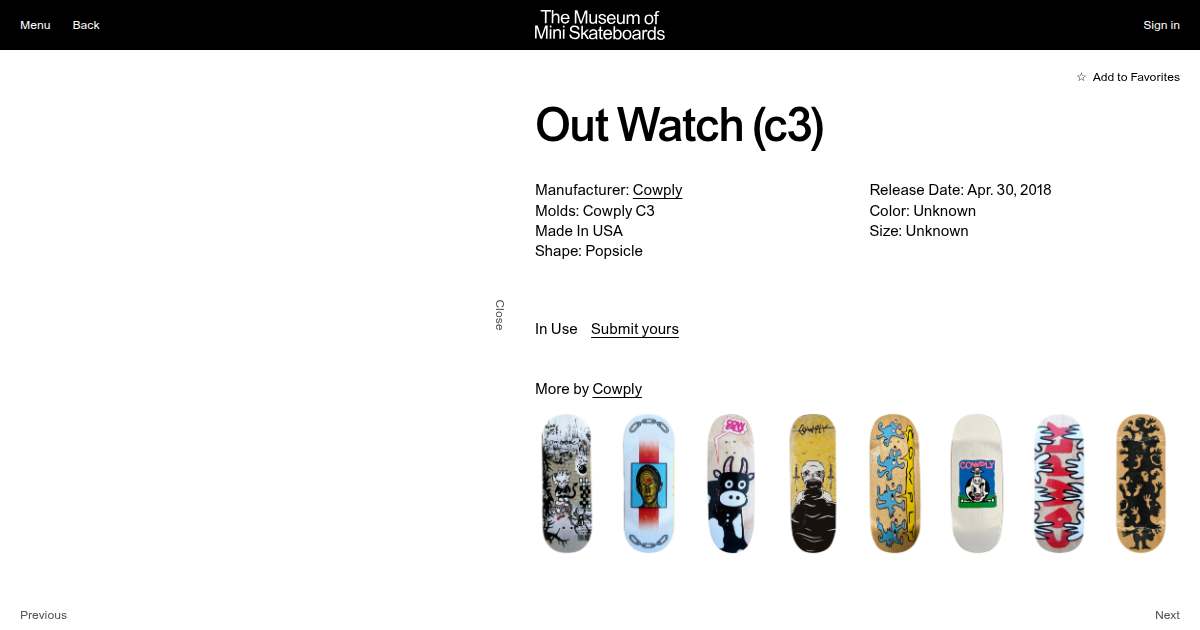 Menu
Back
The Museum of
Mini Skateboards
Sign in
☆ Add to Favorites
Out Watch (c3)
Manufacturer: Cowply
Molds: Cowply C3
Made In USA
Shape: Popsicle
Release Date: Apr. 30, 2018
Color: Unknown
Size: Unknown
Close
In Use
Submit yours
More by Cowply
COWPLY
Previous
Next